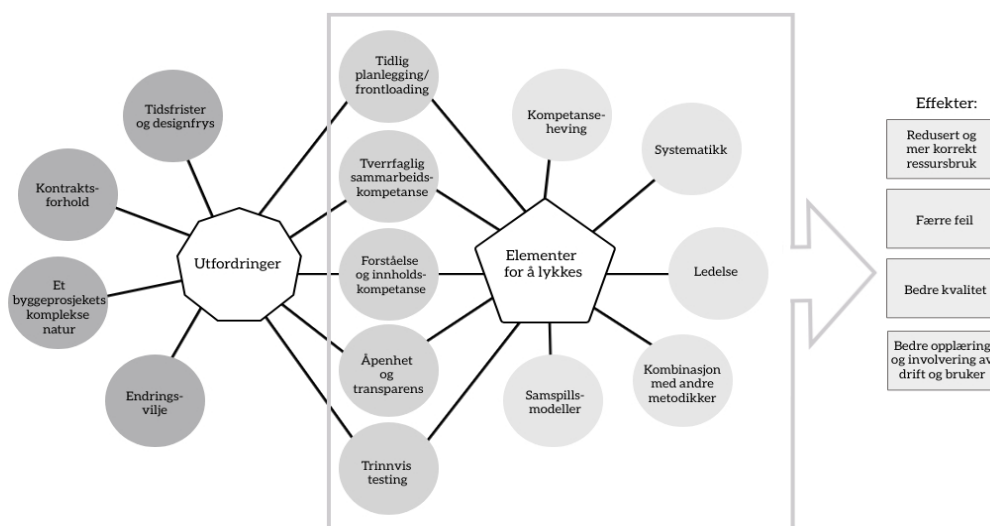 Tidlig
planlegging/
frontloading
Tidsfrister
og designfrys
Kompetanse-
heving
Effekter:
Redusert og
mer korrekt
ressursbruk
Kontrakts-
forhold
Tverrfaglig
sammarbeids-
kompetanse
Systematikk
Færre feil
Utfordringer
Forståelse
og innholds-
kompetanse
Elementer
for å lykkes
Ledelse
Et
byggeprosjekets
komplekse
natur
Bedre kvalitet
Endrings-
vilje
Åpenhet
og
transparens
Samspills-
modeller
Kombinasjon
med andre
metodikker
Bedre opplæring
og involvering av
drift og bruker
Trinnvis
testing